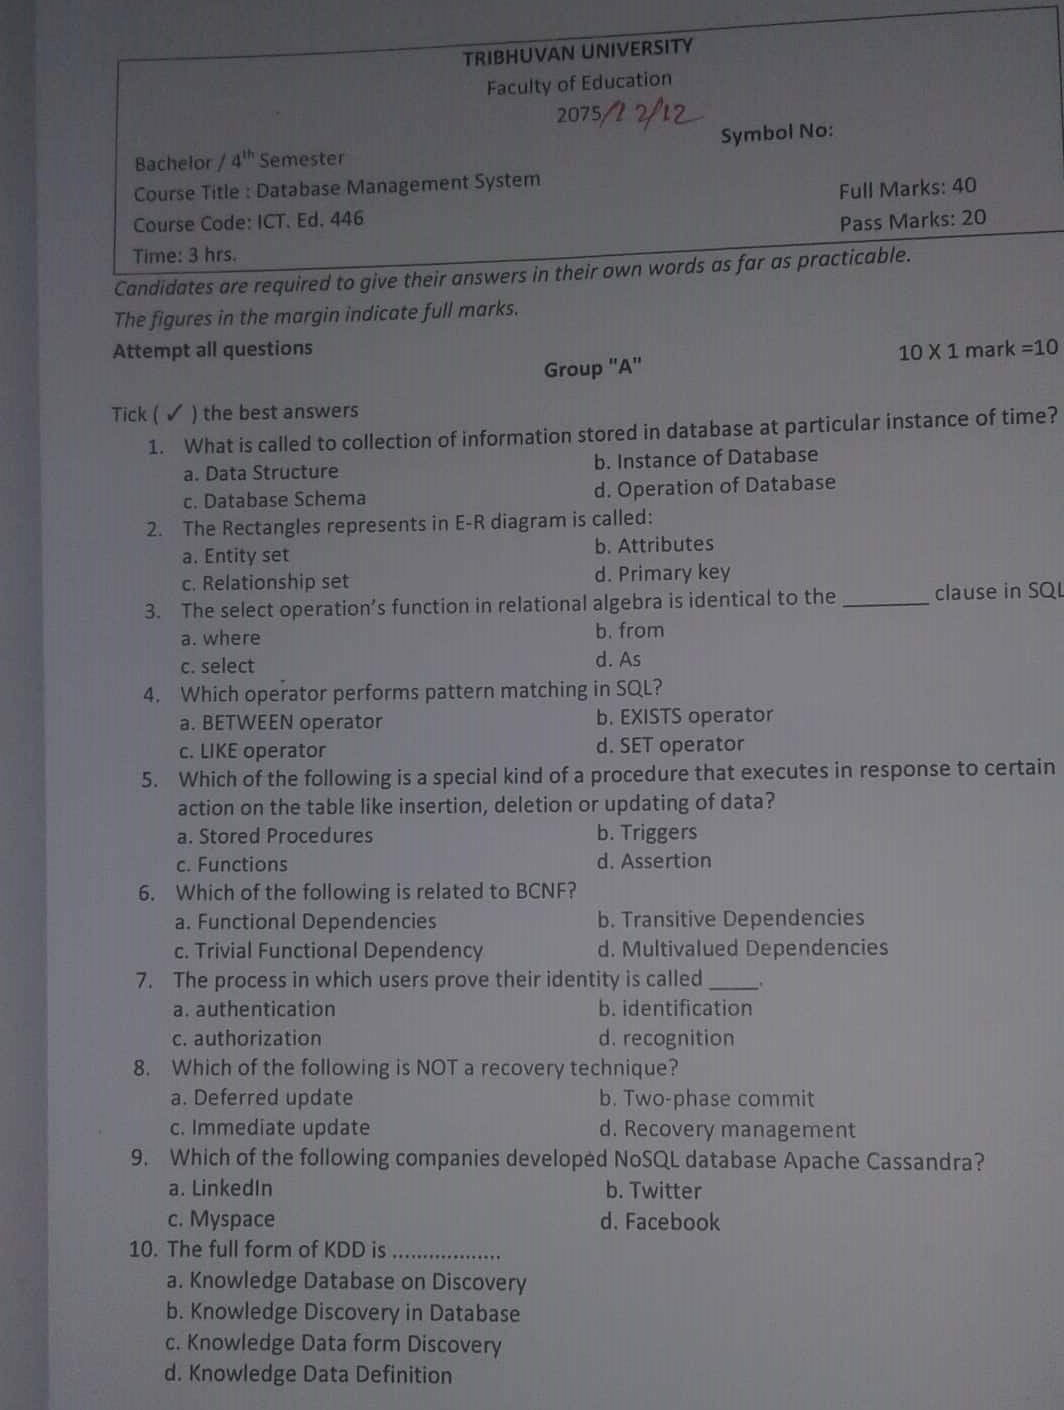 TRIBHUVAN UNIVERSITY
Faculty of Education
2075/12/12
Symbol No:
Bachelor / 4th Semester
Course Title : Database Management System
Full Marks: 40
Course Code: ICT. Ed. 446
Pass Marks: 20
Time: 3 hrs.
Candidates are required to give their answers in their own words as far as practicable.
The figures in the margin indicate full marks.
Attempt all questions
Group "A" 10 X 1 mark =10
Tick ( ✓ ) the best answers
1. What is called to collection of information stored in database at particular instance of time?
a. Data Structure b. Instance of Database
c. Database Schema d. Operation of Database
2. The Rectangles represents in E-R diagram is called:
a. Entity set b. Attributes
c. Relationship set d. Primary key
3. The select operation's function in relational algebra is identical to the ________ clause in SQL
a. where b. from
c. select d. As
4. Which operator performs pattern matching in SQL?
a. BETWEEN operator b. EXISTS operator
c. LIKE operator d. SET operator
5. Which of the following is a special kind of a procedure that executes in response to certain
action on the table like insertion, deletion or updating of data?
a. Stored Procedures b. Triggers
c. Functions d. Assertion
6. Which of the following is related to BCNF?
a. Functional Dependencies b. Transitive Dependencies
c. Trivial Functional Dependency d. Multivalued Dependencies
7. The process in which users prove their identity is called _____.
a. authentication b. identification
c. authorization d. recognition
8. Which of the following is NOT a recovery technique?
a. Deferred update b. Two-phase commit
c. Immediate update d. Recovery management
9. Which of the following companies developed NoSQL database Apache Cassandra?
a. LinkedIn b. Twitter
c. Myspace d. Facebook
10. The full form of KDD is ..................
a. Knowledge Database on Discovery
b. Knowledge Discovery in Database
c. Knowledge Data form Discovery
d. Knowledge Data Definition